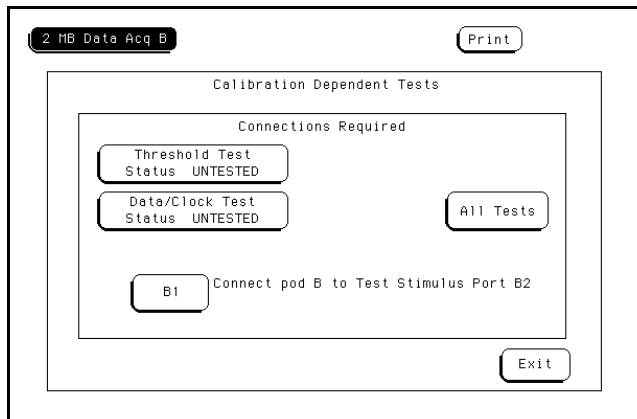 2 MB Data Acq B
Print
Calibration Dependent Tests
Connections Required
Threshold Test
Status UNTESTED
Data/Clock Test
Status UNTESTED
All Tests
B1
Connect pod B to Test Stimulus Port B2
Exit